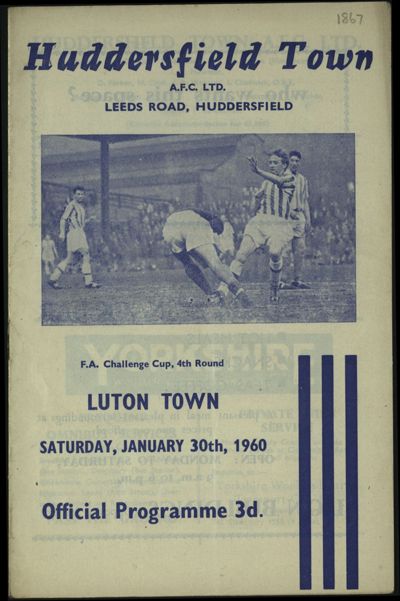 1867
Huddersfield Town
A.F.C. LTD.
LEEDS ROAD, HUDDERSFIELD
F.A. Challenge Cup, 4th Round
LUTON TOWN
SATURDAY, JANUARY 30th, 1960
Official Programme 3d.